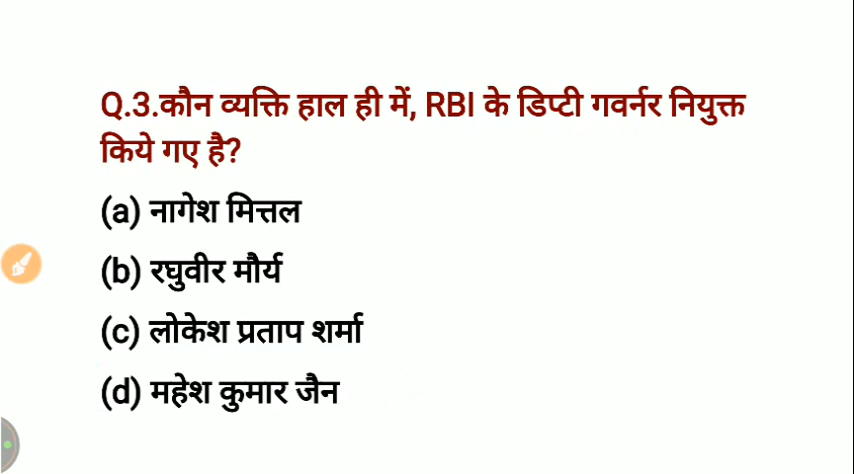 Q.3.कौन व्यक्ति हाल ही में, RBI के डिप्टी गवर्नर नियुक्त
किये गए है?
(a) नागेश मित्तल
(b) रघुवीर मौर्य
(c) लोकेश प्रताप शर्मा
(d) महेश कुमार जैन